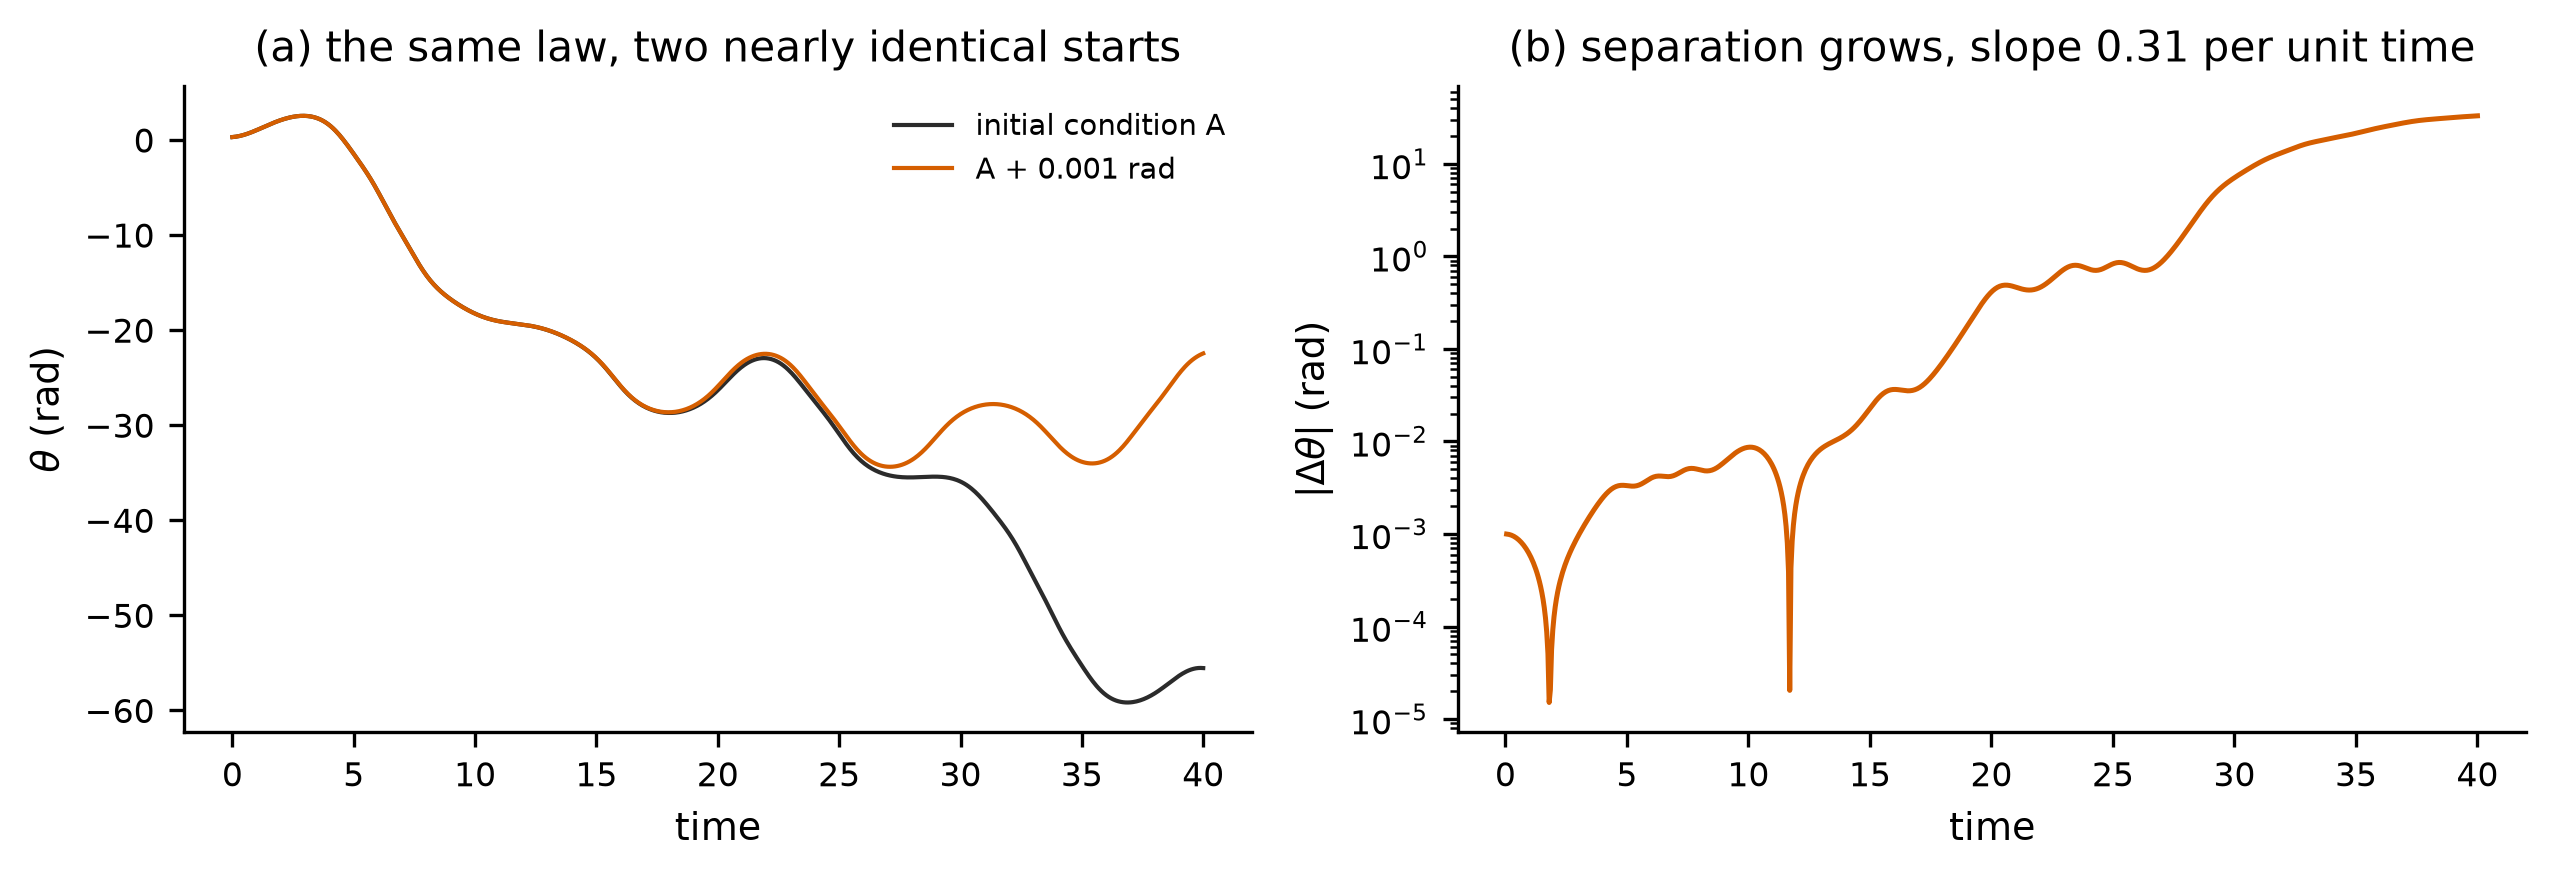 (a) the same law, two nearly identical starts
initial condition A
A + 0.001 rad
θ (rad)
0
−10
−20
−30
−40
−50
−60
0 5 10 15 20 25 30 35 40
time
(b) separation grows, slope 0.31 per unit time
|Δθ| (rad)
10¹
10⁰
10⁻¹
10⁻²
10⁻³
10⁻⁴
10⁻⁵
0 5 10 15 20 25 30 35 40
time